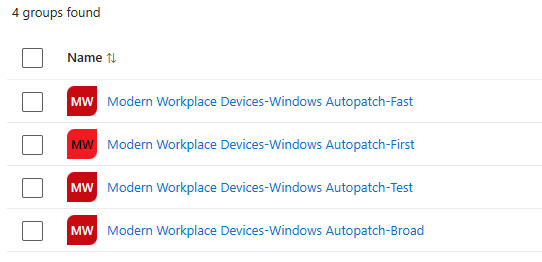 4 groups found
Name ↑↓
MW Modern Workplace Devices-Windows Autopatch-Fast
MW Modern Workplace Devices-Windows Autopatch-First
MW Modern Workplace Devices-Windows Autopatch-Test
MW Modern Workplace Devices-Windows Autopatch-Broad